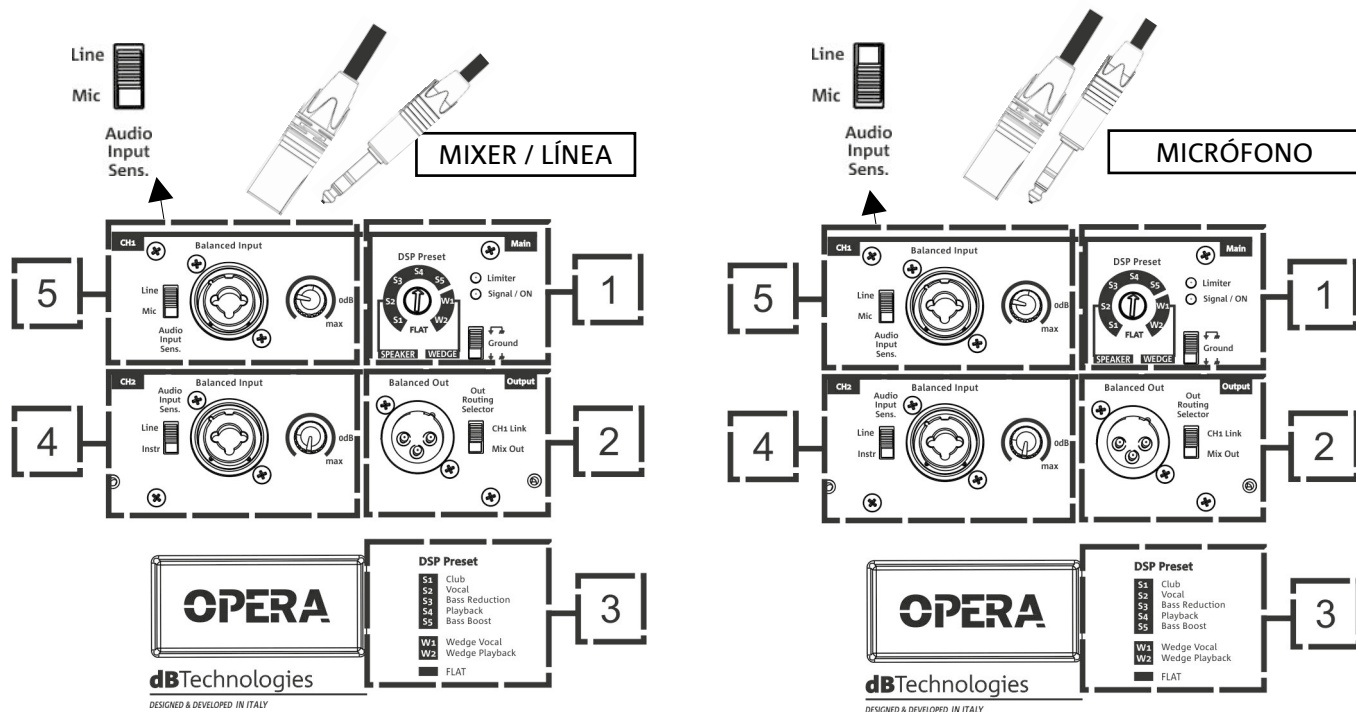 Line
Mic
Audio
Input
Sens.
MIXER / LÍNEA
CH1
Balanced Input
Line
Mic
Audio
Input
Sens.
0dB
max
Main
DSP Preset
S4
S3
S5
S2
W1
S1
W2
FLAT
SPEAKER
WEDGE
Limiter
Signal / ON
Ground
5
1
CH2
Audio
Input
Sens.
Balanced Input
Line
Instr
0dB
max
Balanced Out
Output
Out
Routing
Selector
CH1 Link
Mix Out
4
2
OPERA
dBTechnologies
DESIGNED & DEVELOPED IN ITALY
DSP Preset
S1 Club
S2 Vocal
S3 Bass Reduction
S4 Playback
S5 Bass Boost
W1 Wedge Vocal
W2 Wedge Playback
FLAT
3
Line
Mic
Audio
Input
Sens.
MICRÓFONO
CH1
Balanced Input
Line
Mic
Audio
Input
Sens.
0dB
max
Main
DSP Preset
S4
S3
S5
S2
W1
S1
W2
FLAT
SPEAKER
WEDGE
Limiter
Signal / ON
Ground
5
1
CH2
Audio
Input
Sens.
Balanced Input
Line
Instr
0dB
max
Balanced Out
Output
Out
Routing
Selector
CH1 Link
Mix Out
4
2
OPERA
dBTechnologies
DESIGNED & DEVELOPED IN ITALY
DSP Preset
S1 Club
S2 Vocal
S3 Bass Reduction
S4 Playback
S5 Bass Boost
W1 Wedge Vocal
W2 Wedge Playback
FLAT
3